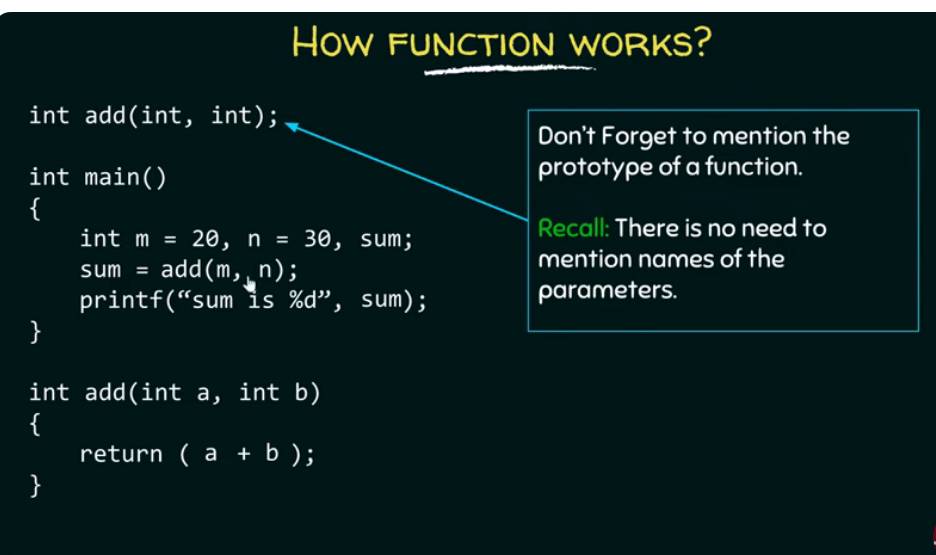 How function works?
int add(int, int);
int main()
{
int m = 20, n = 30, sum;
sum = add(m, n);
printf(“sum is %d”, sum);
}
int add(int a, int b)
{
return ( a + b );
}
Don't Forget to mention the
prototype of a function.
Recall: There is no need to
mention names of the
parameters.